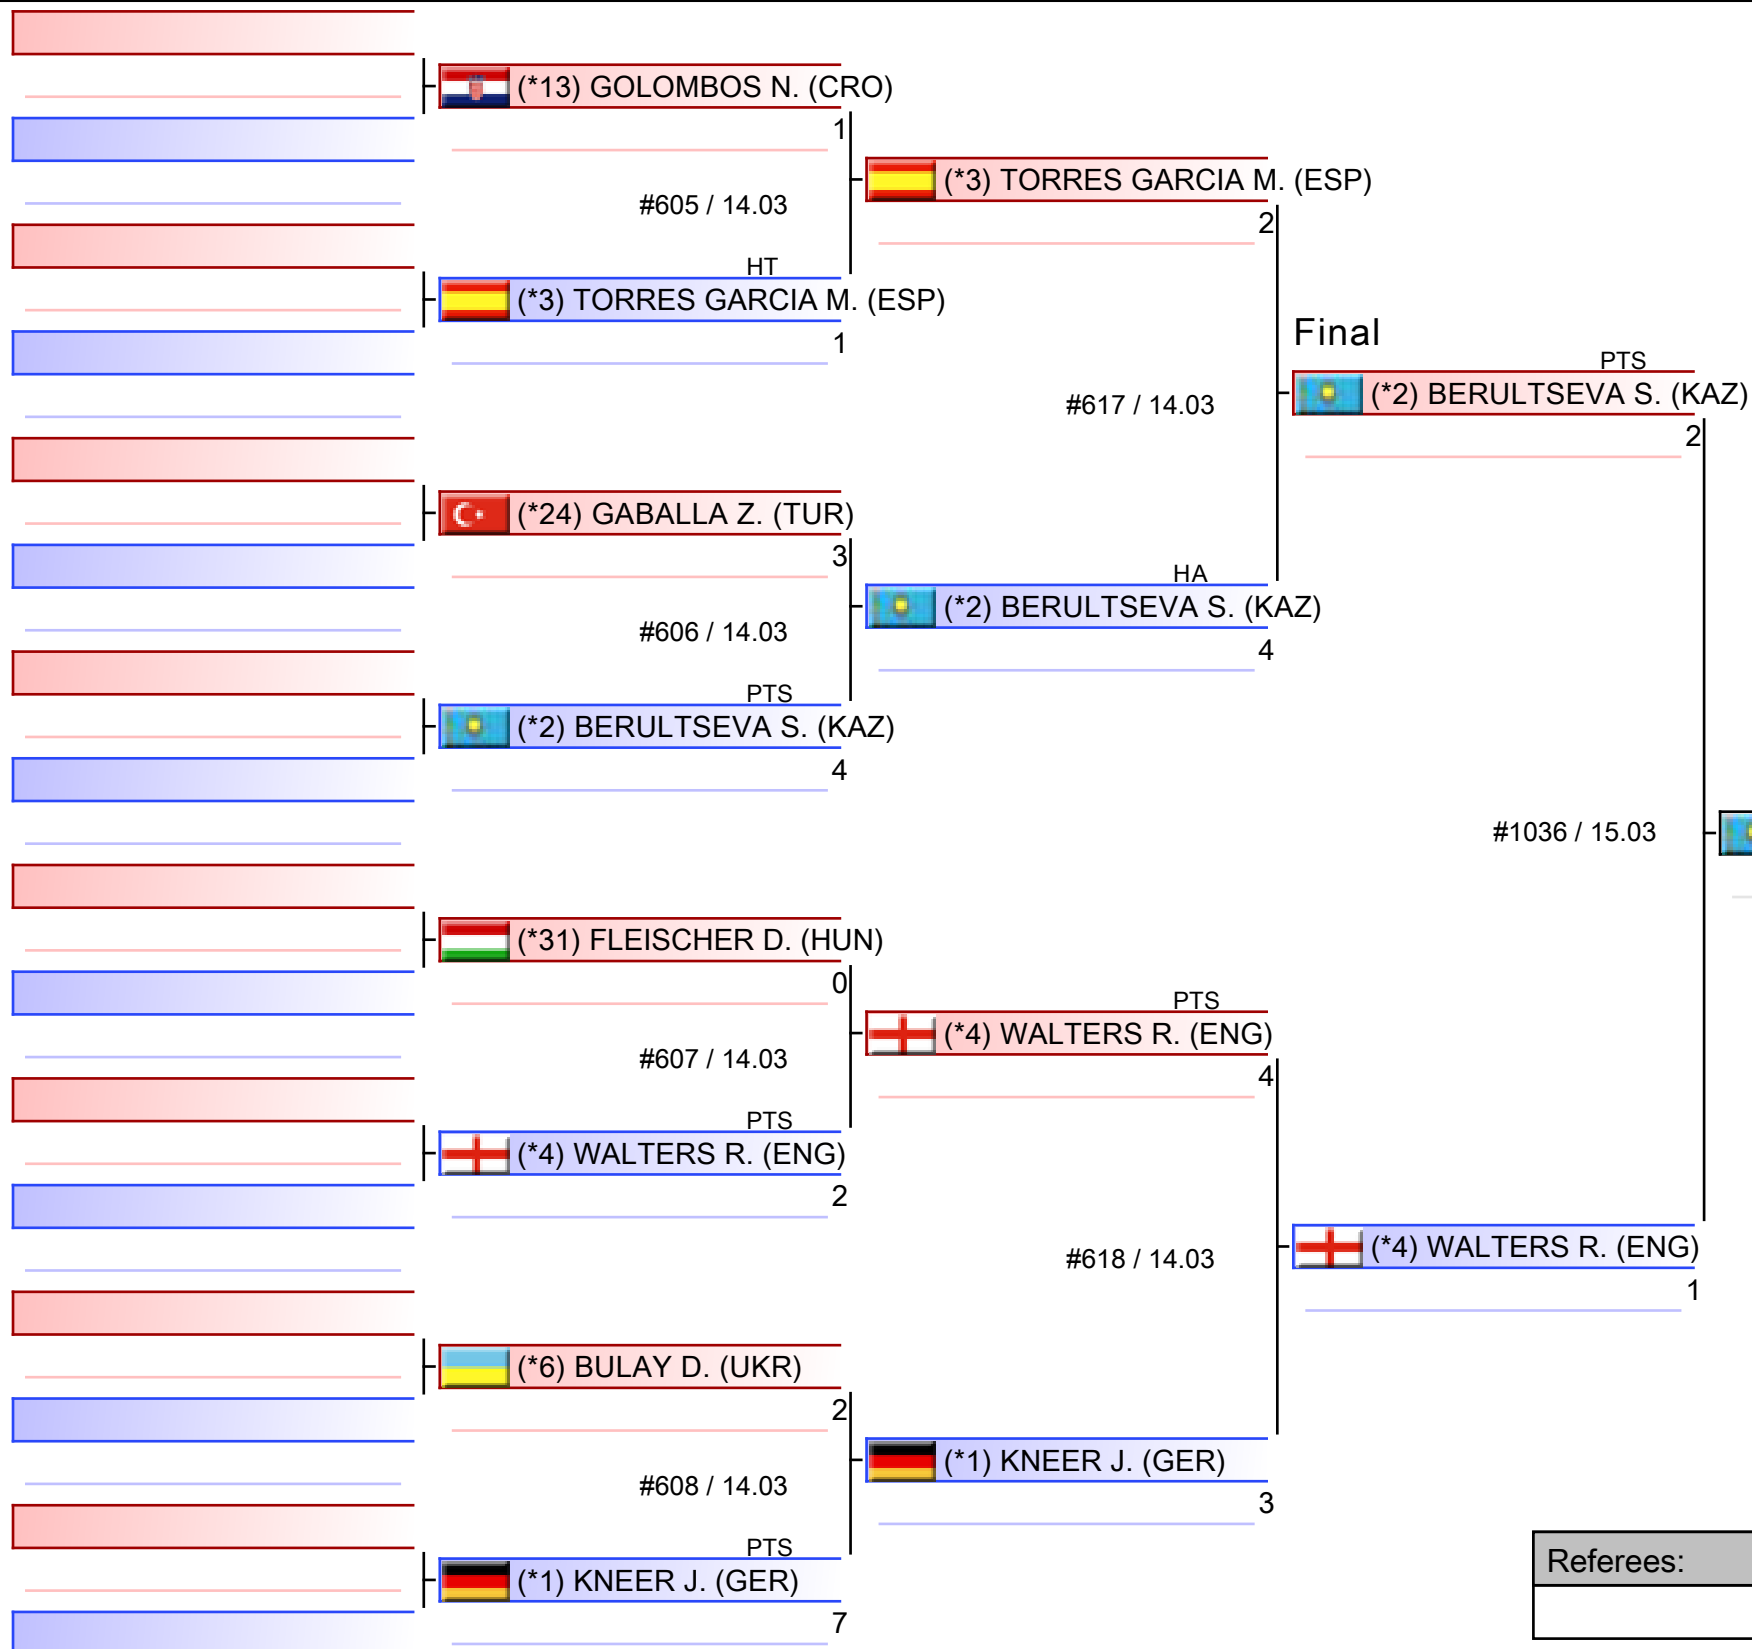 (*13) GOLOMBOS N. (CRO)
1
#605 / 14.03
HT
(*3) TORRES GARCIA M. (ESP)
1
(*24) GABALLA Z. (TUR)
3
#606 / 14.03
PTS
(*2) BERULTSEVA S. (KAZ)
4
(*31) FLEISCHER D. (HUN)
0
#607 / 14.03
PTS
(*4) WALTERS R. (ENG)
2
(*6) BULAY D. (UKR)
2
#608 / 14.03
PTS
(*1) KNEER J. (GER)
7
(*3) TORRES GARCIA M. (ESP)
2
#617 / 14.03
HA
(*2) BERULTSEVA S. (KAZ)
4
PTS
(*4) WALTERS R. (ENG)
4
#618 / 14.03
(*1) KNEER J. (GER)
3
Final
PTS
(*2) BERULTSEVA S. (KAZ)
2
#1036 / 15.03
(*4) WALTERS R. (ENG)
1
Referees: